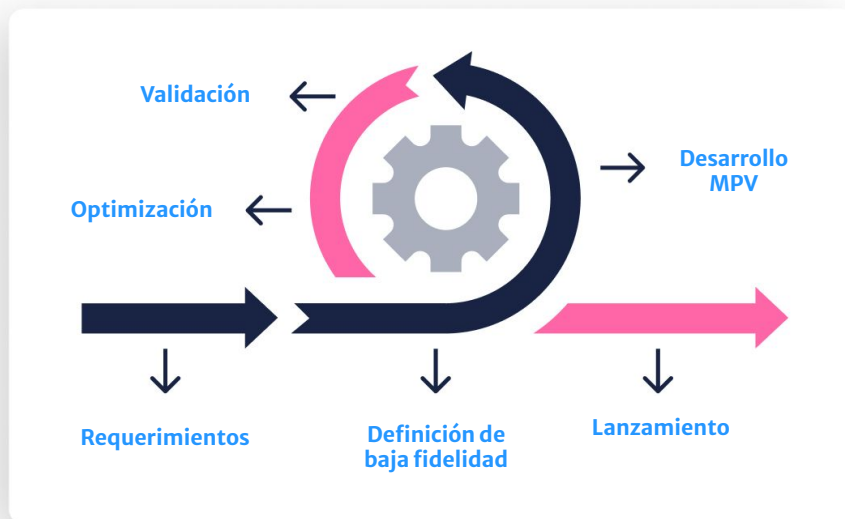 Validación
Optimización
Desarrollo
MPV
Requerimientos
Definición de
baja fidelidad
Lanzamiento